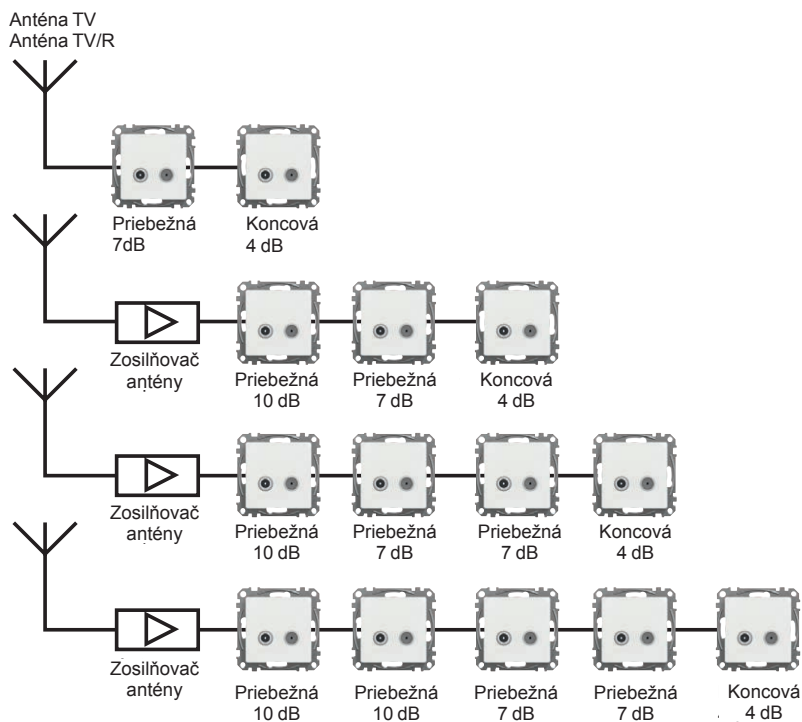 Anténa TV
Anténa TV/R
Priebežná
7dB
Koncová
4 dB
Zosilňovač
antény
Priebežná
10 dB
Priebežná
7 dB
Koncová
4 dB
Zosilňovač
antény
Priebežná
10 dB
Priebežná
7 dB
Priebežná
7 dB
Koncová
4 dB
Zosilňovač
antény
Priebežná
10 dB
Priebežná
10 dB
Priebežná
7 dB
Priebežná
7 dB
Koncová
4 dB